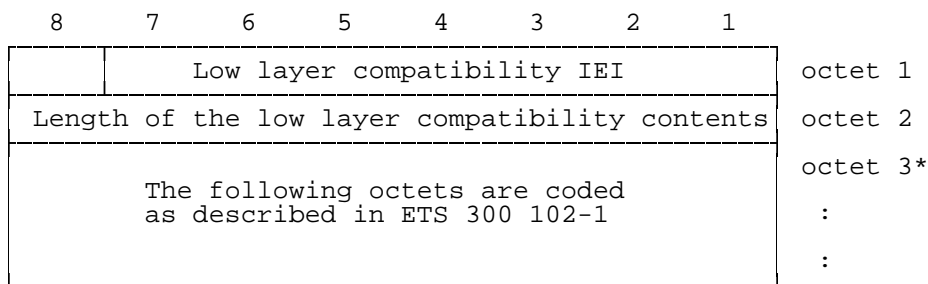 8 7 6 5 4 3 2 1
Low layer compatibility IEI octet 1
Length of the low layer compatibility contents octet 2
octet 3*
The following octets are coded
as described in ETS 300 102-1 :
: